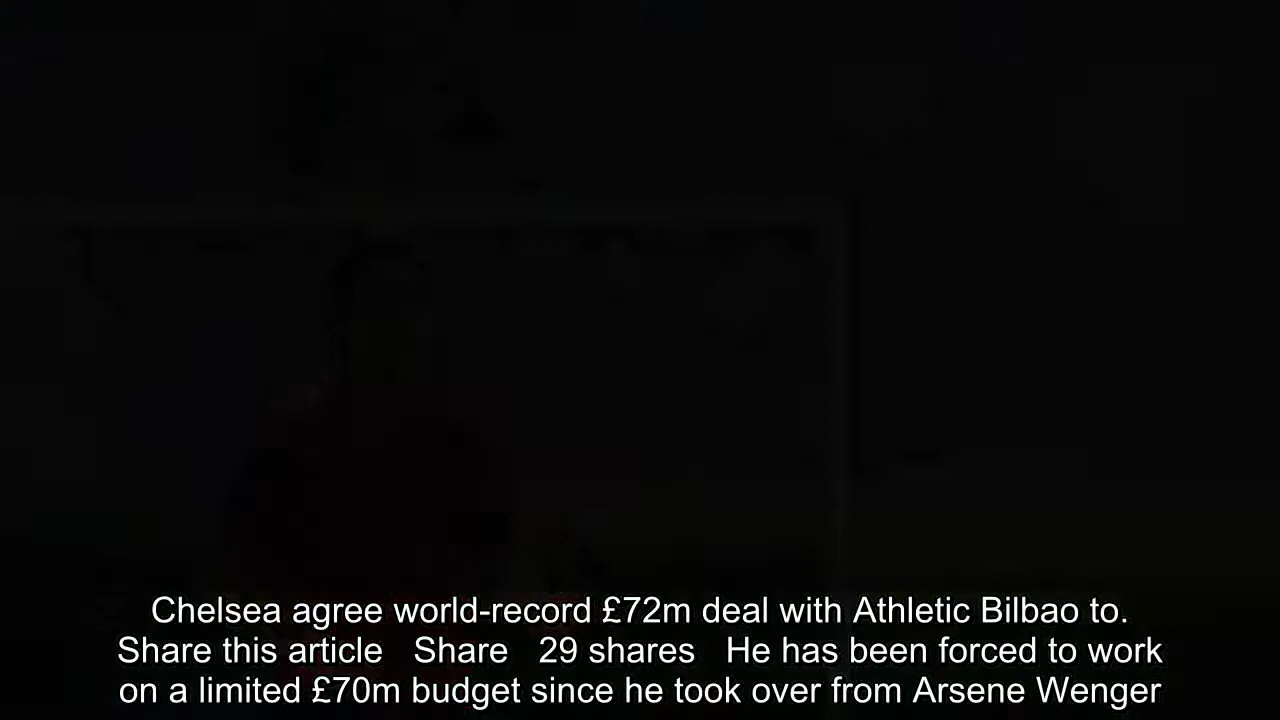 Chelsea agree world-record £72m deal with Athletic Bilbao to.
Share this article   Share   29 shares   He has been forced to work
on a limited £70m budget since he took over from Arsene Wenger